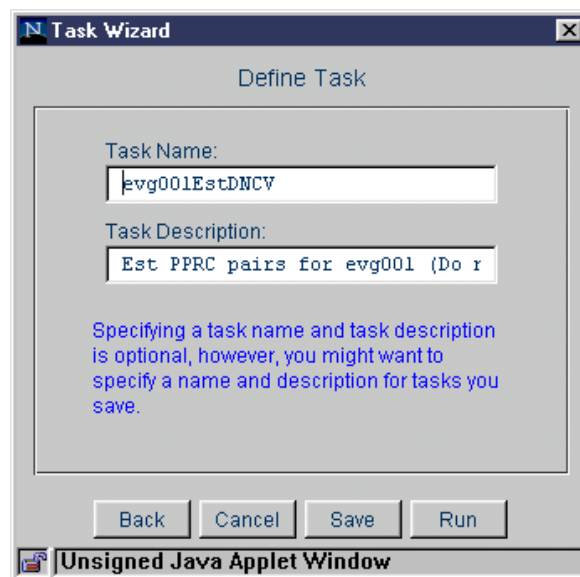 N Task Wizard
Define Task
Task Name:
evg001EstDNCV
Task Description:
Est PPRC pairs for evg001 (Do r
Specifying a task name and task description
is optional, however, you might want to
specify a name and description for tasks you
save.
Back Cancel Save Run
Unsigned Java Applet Window